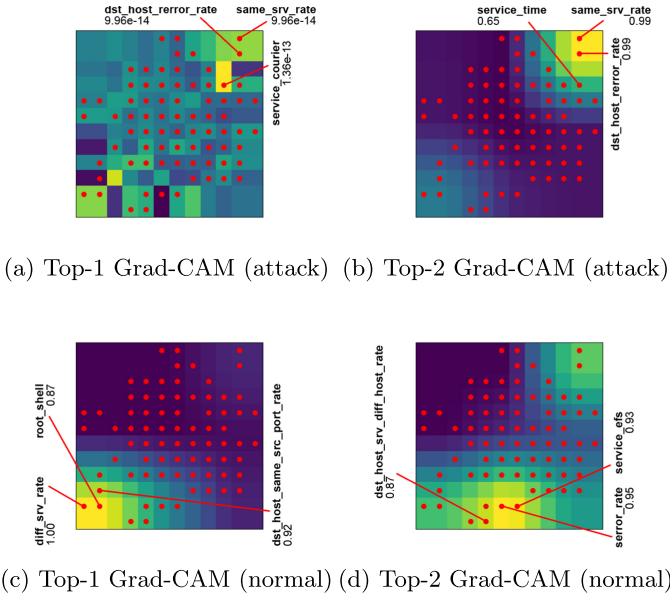 dst_host_rerror_rate
9.96e-14
same_srv_rate
9.96e-14
service_courier
1.36e-13
service_time
0.65
same_srv_rate
0.99
dst_host_rerror_rate
0.99
(a) Top-1 Grad-CAM (attack)
(b) Top-2 Grad-CAM (attack)
root_shell
0.87
diff_srv_rate
1.00
dst_host_same_src_port_rate
0.92
dst_host_srv_diff_host_rate
0.87
service_efs
0.93
serror_rate
0.95
(c) Top-1 Grad-CAM (normal)
(d) Top-2 Grad-CAM (normal)